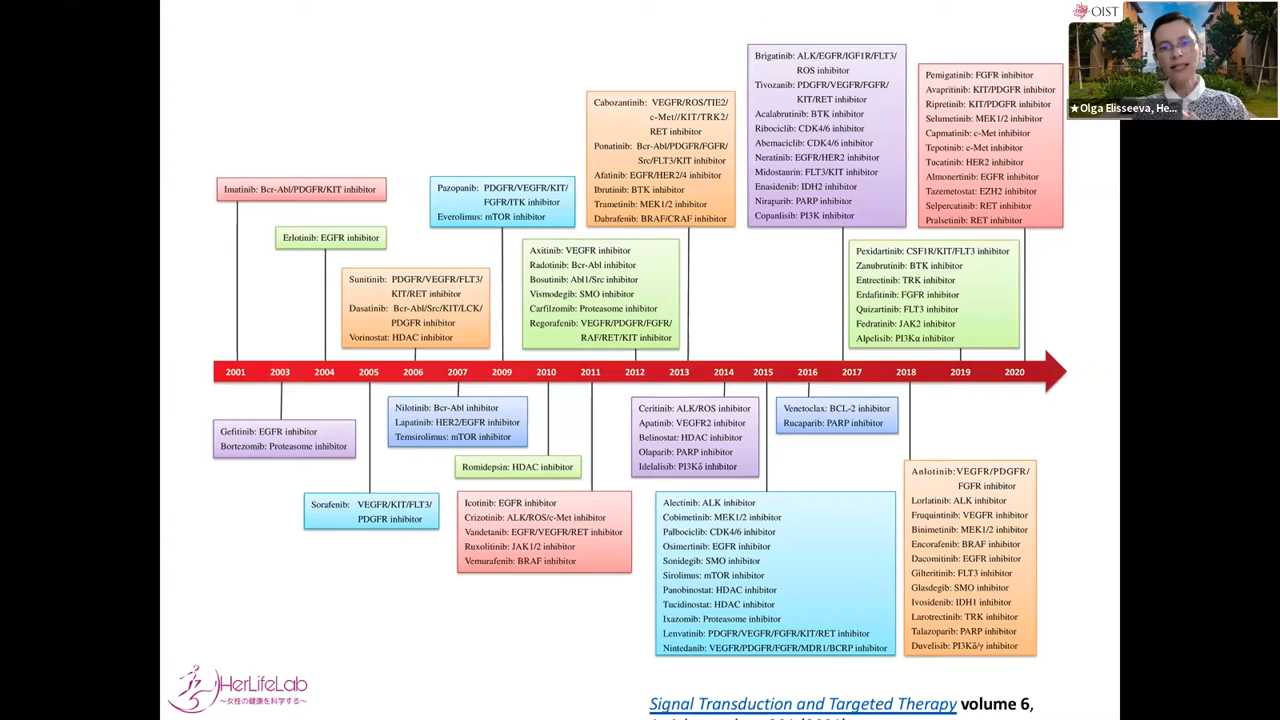 OIST
★Olga Elisseeva, He...
Imatinib: Bcr-Abl/PDGFR/KIT inhibitor
Erlotinib: EGFR inhibitor
Sunitinib: PDGFR/VEGFR/FLT3/
KIT/RET inhibitor
Dasatinib: Bcr-Abl/Src/KIT/LCK/
PDGFR inhibitor
Vorinostat: HDAC inhibitor
Pazopanib: PDGFR/VEGFR/KIT/
FGFR/ITK inhibitor
Everolimus: mTOR inhibitor
Axitinib: VEGFR inhibitor
Radotinib: Bcr-Abl inhibitor
Bosutinib: Abl1/Src inhibitor
Vismodegib: SMO inhibitor
Carfilzomib: Proteasome inhibitor
Regorafenib: VEGFR/PDGFR/FGFR/
RAF/RET/KIT inhibitor
Cabozantinib: VEGFR/ROS/TIE2/
c-Met//KIT/TRK2/
RET inhibitor
Ponatinib: Bcr-Abl/PDGFR/FGFR/
Src/FLT3/KIT inhibitor
Afatinib: EGFR/HER2/4 inhibitor
Ibrutinib: BTK inhibitor
Trametinib: MEK1/2 inhibitor
Dabrafenib: BRAF/CRAF inhibitor
Brigatinib: ALK/EGFR/IGF1R/FLT3/
ROS inhibitor
Tivozanib: PDGFR/VEGFR/FGFR/
KIT/RET inhibitor
Acalabrutinib: BTK inhibitor
Ribociclib: CDK4/6 inhibitor
Abemaciclib: CDK4/6 inhibitor
Neratinib: EGFR/HER2 inhibitor
Midostaurin: FLT3/KIT inhibitor
Enasidenib: IDH2 inhibitor
Niraparib: PARP inhibitor
Copanlisib: PI3K inhibitor
Pemigatinib: FGFR inhibitor
Avapritinib: KIT/PDGFR inhibitor
Ripretinib: KIT/PDGFR inhibitor
Selumetinib: MEK1/2 inhibitor
Capmatinib: c-Met inhibitor
Tepotinib: c-Met inhibitor
Tucatinib: HER2 inhibitor
Almonertinib: EGFR inhibitor
Tazemetostat: EZH2 inhibitor
Selpercatinib: RET inhibitor
Pralsetinib: RET inhibitor
Pexidartinib: CSF1R/KIT/FLT3 inhibitor
Zanubrutinib: BTK inhibitor
Entrectinib: TRK inhibitor
Erdafitinib: FGFR inhibitor
Quizartinib: FLT3 inhibitor
Fedratinib: JAK2 inhibitor
Alpelisib: PI3Kα inhibitor
2001 2003 2004 2005 2006 2007 2009 2010 2011 2012 2013 2014 2015 2016 2017 2018 2019 2020
Gefitinib: EGFR inhibitor
Bortezomib: Proteasome inhibitor
Sorafenib: VEGFR/KIT/FLT3/
PDGFR inhibitor
Nilotinib: Bcr-Abl inhibitor
Lapatinib: HER2/EGFR inhibitor
Temsirolimus: mTOR inhibitor
Romidepsin: HDAC inhibitor
Icotinib: EGFR inhibitor
Crizotinib: ALK/ROS/c-Met inhibitor
Vandetanib: EGFR/VEGFR/RET inhibitor
Ruxolitinib: JAK1/2 inhibitor
Vemurafenib: BRAF inhibitor
Ceritinib: ALK/ROS inhibitor
Apatinib: VEGFR2 inhibitor
Belinostat: HDAC inhibitor
Olaparib: PARP inhibitor
Idelalisib: PI3Kδ inhibitor
Alectinib: ALK inhibitor
Cobimetinib: MEK1/2 inhibitor
Palbociclib: CDK4/6 inhibitor
Osimertinib: EGFR inhibitor
Sonidegib: SMO inhibitor
Sirolimus: mTOR inhibitor
Panobinostat: HDAC inhibitor
Tucidinostat: HDAC inhibitor
Ixazomib: Proteasome inhibitor
Lenvatinib: PDGFR/VEGFR/FGFR/KIT/RET inhibitor
Nintedanib: VEGFR/PDGFR/FGFR/MDR1/BCRP inhibitor
Venetoclax: BCL-2 inhibitor
Rucaparib: PARP inhibitor
Anlotinib:VEGFR/PDGFR/
FGFR inhibitor
Lorlatinib: ALK inhibitor
Fruquintinib: VEGFR inhibitor
Binimetinib: MEK1/2 inhibitor
Encorafenib: BRAF inhibitor
Dacomitinib: EGFR inhibitor
Gilteritinib: FLT3 inhibitor
Glasdegib: SMO inhibitor
Ivosidenib: IDH1 inhibitor
Larotrectinib: TRK inhibitor
Talazoparib: PARP inhibitor
Duvelisib: PI3Kδ/γ inhibitor
HerLifeLab
～女性の健康を科学する～
Signal Transduction and Targeted Therapy volume 6,